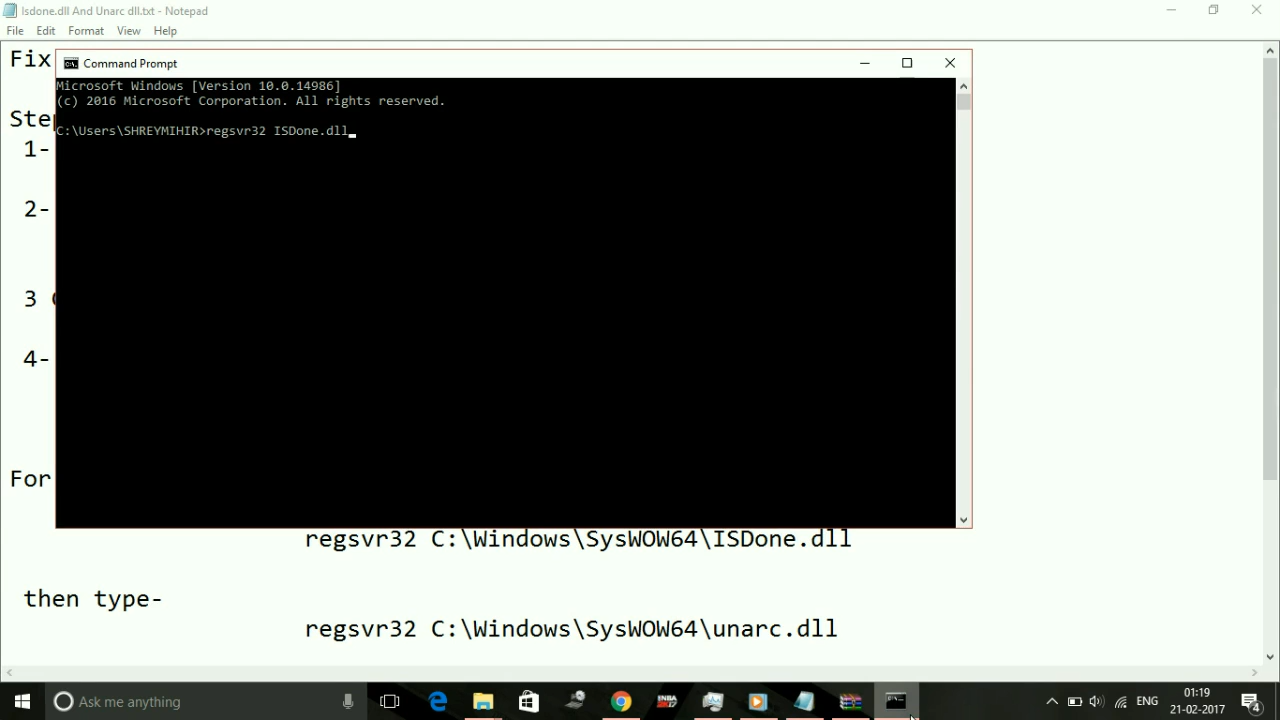 Isdone.dll And Unarc dll.txt - Notepad
File Edit Format View Help
Fix
Command Prompt
Microsoft Windows [Version 10.0.14986]
(c) 2016 Microsoft Corporation. All rights reserved.
C:\Users\SHREYMIHIR>regsvr32 ISDone.dll
1-
2-
3
4-
For
regsvr32 C:\Windows\SysWOW64\ISDone.dll
then type-
regsvr32 C:\Windows\SysWOW64\unarc.dll
Ask me anything
ENG
01:19
21-02-2017
4